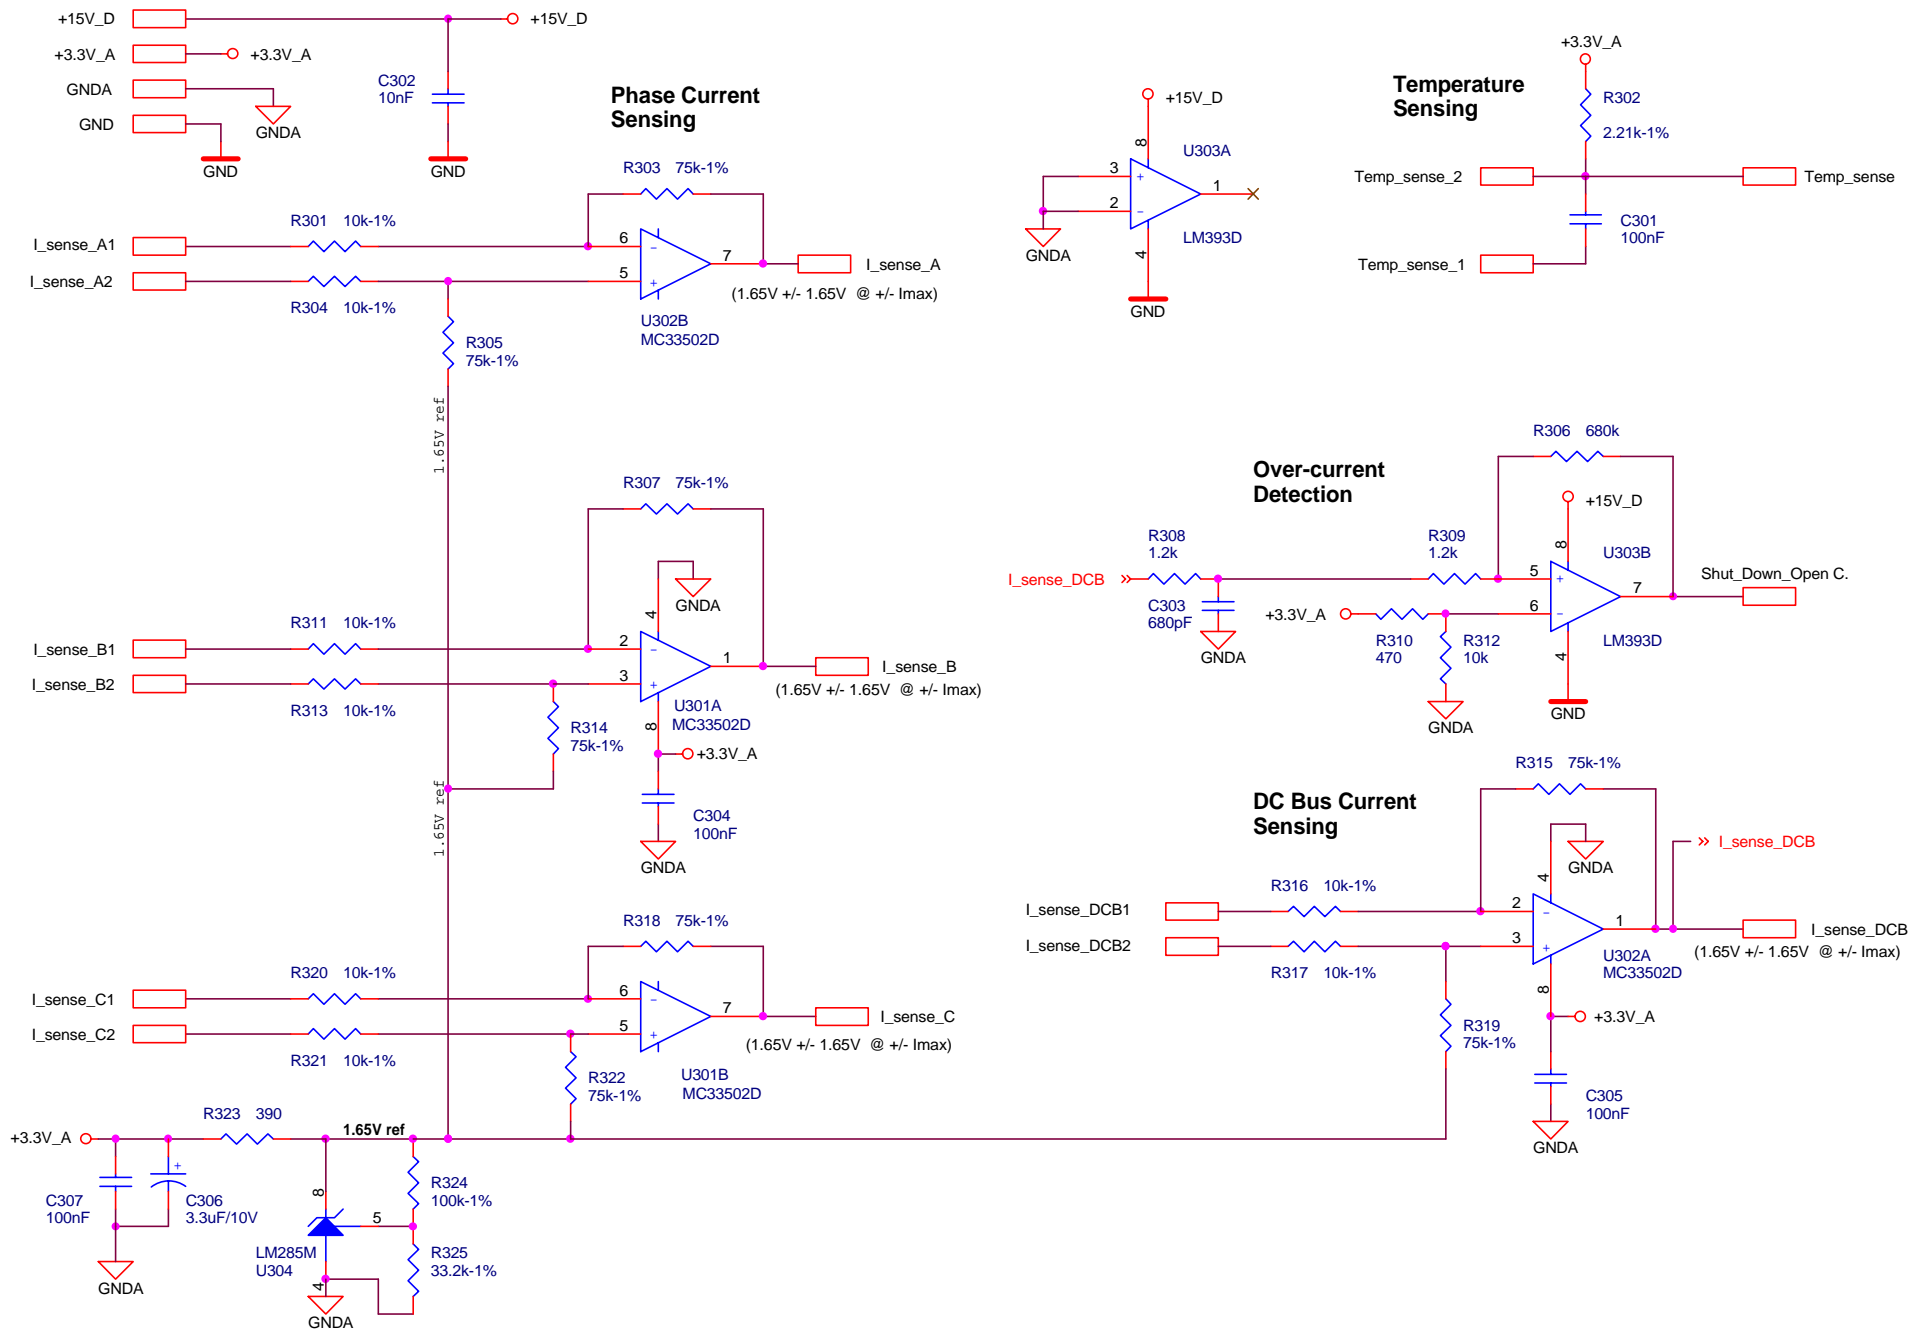 +15V_D
+15V_D
+3.3V_A
+3.3V_A
GNDA
GNDA
GND
GND
C302
10nF
GND
Phase Current
Sensing
R303 75k-1%
R301 10k-1%
I_sense_A1
I_sense_A2
R304 10k-1%
6
5
7
I_sense_A
(1.65V +/- 1.65V @ +/- Imax)
U302B
MC33502D
R305
75k-1%
1.65V ref
+15V_D
8
U303A
3
2
1
LM393D
GNDA
4
GND
Temperature
Sensing
+3.3V_A
R302
2.21k-1%
Temp_sense_2
Temp_sense
C301
100nF
Temp_sense_1
R307 75k-1%
4
GNDA
R311 10k-1%
I_sense_B1
I_sense_B2
R313 10k-1%
2
3
1
I_sense_B
(1.65V +/- 1.65V @ +/- Imax)
U301A
MC33502D
R314
75k-1%
8
+3.3V_A
C304
100nF
GNDA
1.65V ref
Over-current
Detection
R306 680k
+15V_D
R308
1.2k
R309
1.2k
8
U303B
I_sense_DCB
5
6
7
Shut_Down_Open C.
C303
680pF
+3.3V_A
GNDA
R310
470
R312
10k
LM393D
4
GNDA
GND
DC Bus Current
Sensing
R315 75k-1%
I_sense_DCB
4
GNDA
R316 10k-1%
I_sense_DCB1
I_sense_DCB2
R317 10k-1%
2
3
1
I_sense_DCB
(1.65V +/- 1.65V @ +/- Imax)
U302A
MC33502D
8
+3.3V_A
R319
75k-1%
C305
100nF
GNDA
R318 75k-1%
R320 10k-1%
I_sense_C1
I_sense_C2
R321 10k-1%
6
5
7
I_sense_C
(1.65V +/- 1.65V @ +/- Imax)
U301B
MC33502D
R322
75k-1%
R323 390
+3.3V_A
1.65V ref
C307
100nF
C306
3.3uF/10V
8
5
R324
100k-1%
LM285M
U304
R325
33.2k-1%
4
GNDA
GNDA